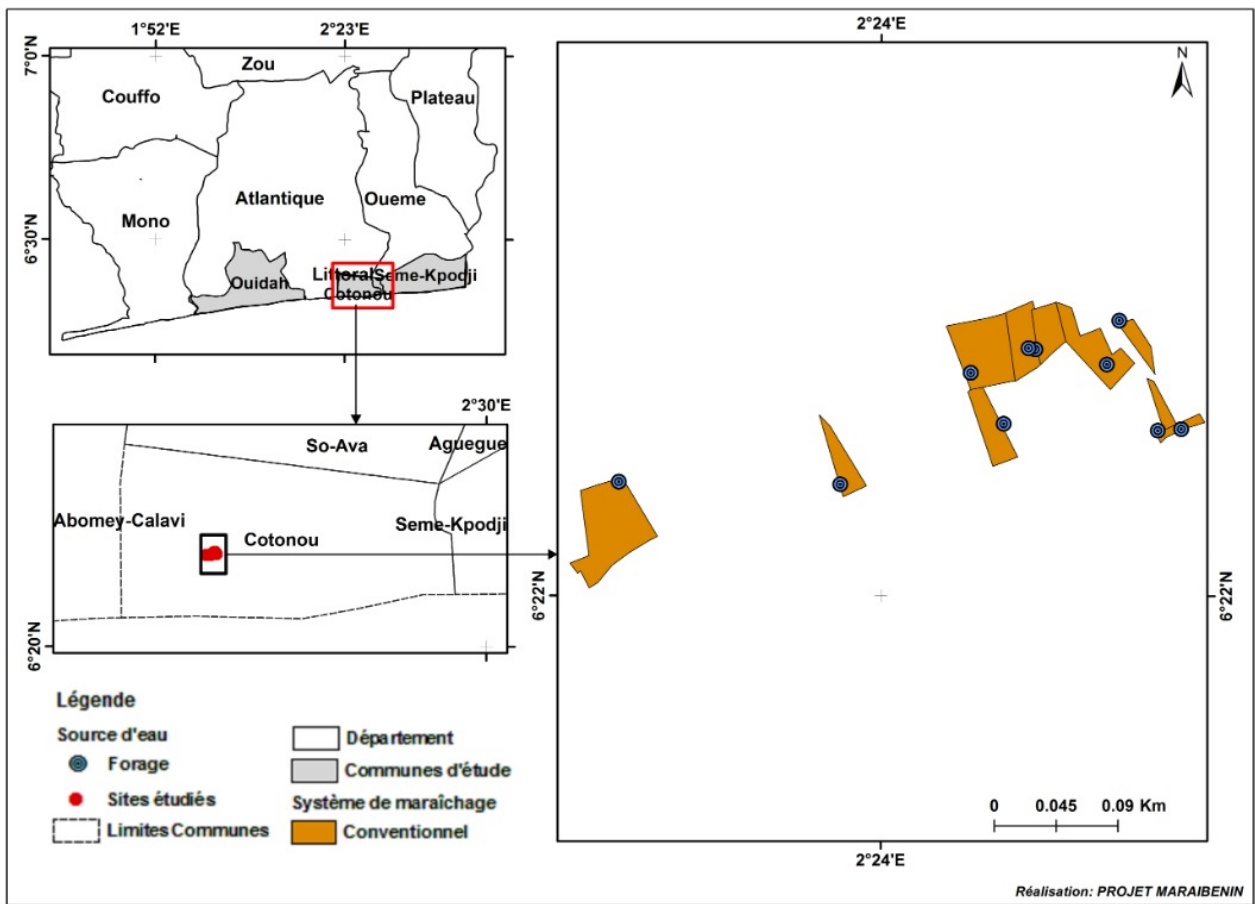 1°52'E
2°23'E
7°0'N
6°30'N
Zou
Couffo
Plateau
Atlantique
Oueme
Mono
Ouidah
Littoral
Seme-Kpodji
Cotonou
2°30'E
6°20'N
So-Ava
Aguegue
Abomey-Calavi
Seme-Kpodji
Cotonou
Légende
Source d'eau
Forage
Sites étudiés
Limites Communes
Département
Communes d'étude
Système de maraîchage
Conventionnel
2°24'E
N
6°22'N
6°22'N
0 0.045 0.09 Km
2°24'E
Réalisation: PROJET MARAIBENIN